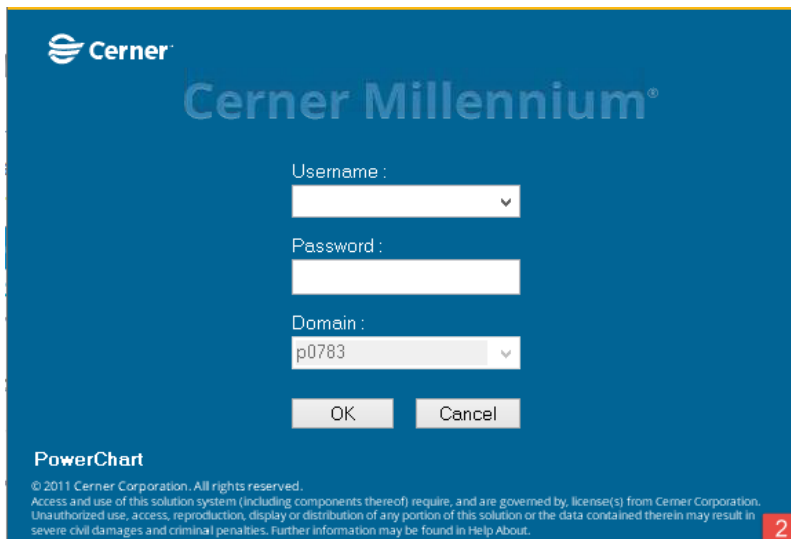 Cerner
Cerner Millennium®
Username :
Password :
Domain :
p0783
OK Cancel
PowerChart
© 2011 Cerner Corporation. All rights reserved.
Access and use of this solution system (including components thereof) require, and are governed by, license(s) from Cerner Corporation.
Unauthorized use, access, reproduction, display or distribution of any portion of this solution or the data contained therein may result in
severe civil damages and criminal penalties. Further information may be found in Help About.
2